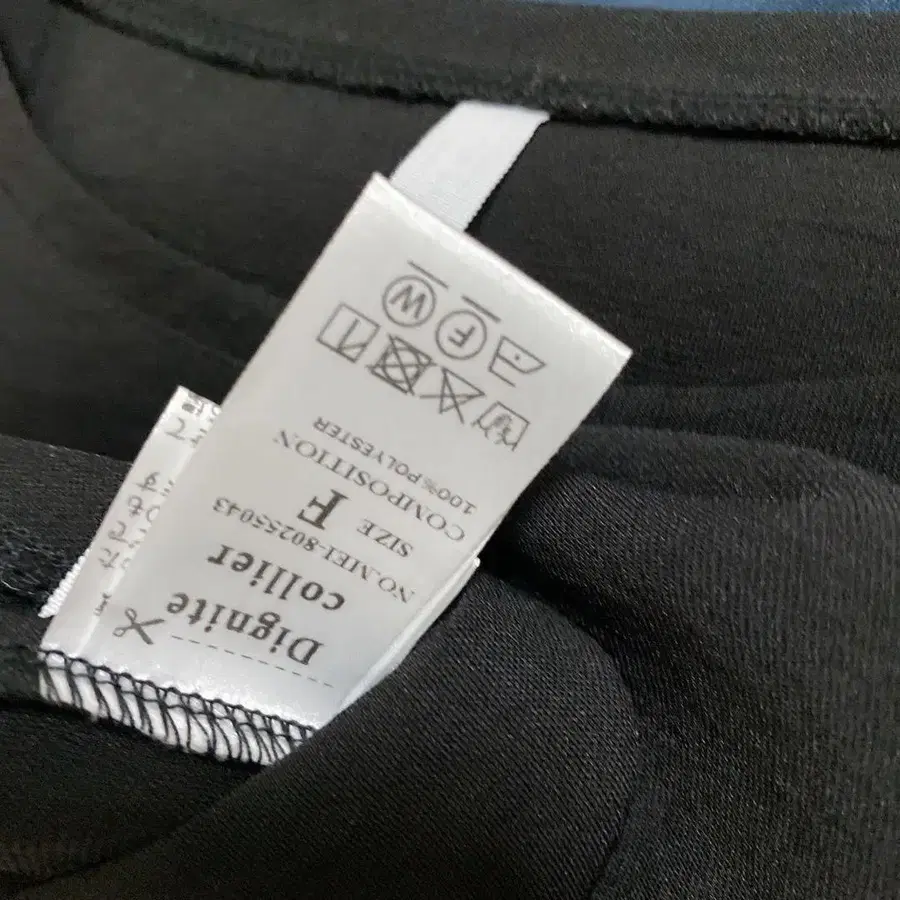 Dignite
collier
NO.MEI-80255043
SIZE F
COMPOSITION
100%POLYESTER
F
W